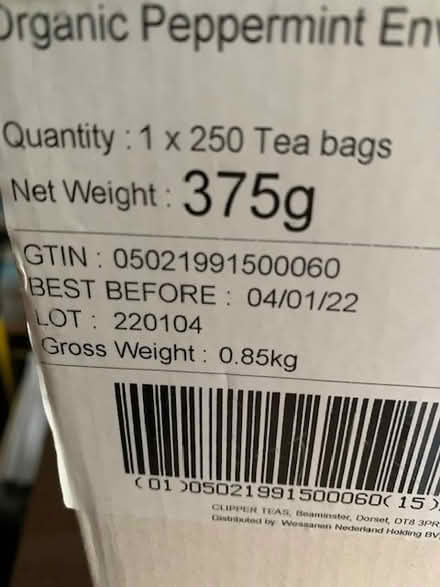 Organic Peppermint
Quantity : 1 x 250 Tea bags
Net Weight : 375g
GTIN : 05021991500060
BEST BEFORE : 04/01/22
LOT : 220104
Gross Weight : 0.85kg
(01)05021991500060(15)
CLIPPER TEAS, Beaminster, Dorset, DT8 3PR
Distributed by Wessanen Nederland Holding BV